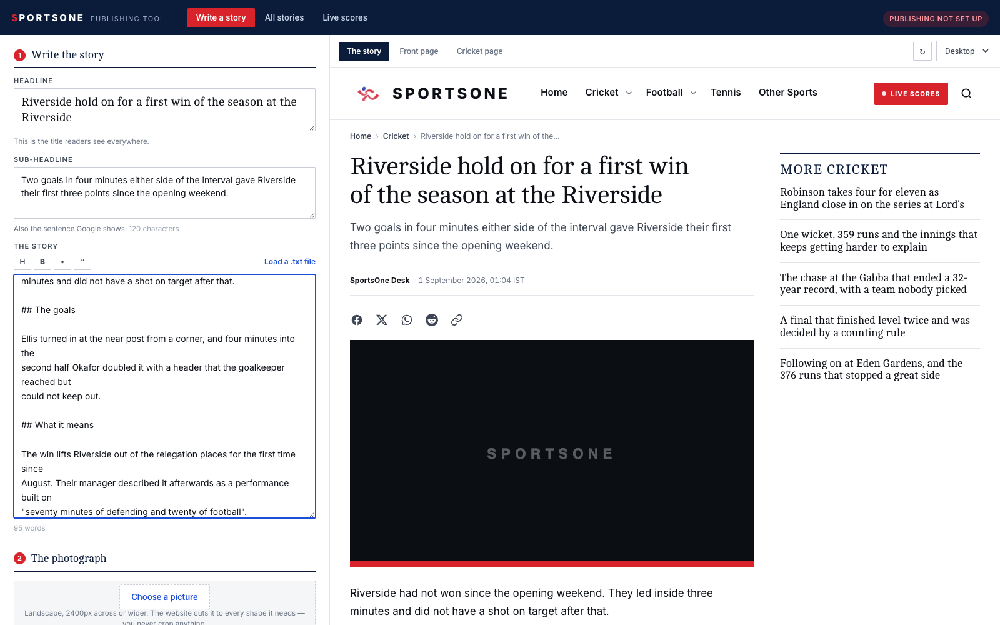 SPORTSONE PUBLISHING TOOL
Write a story
All stories
Live scores
PUBLISHING NOT SET UP
1 Write the story
HEADLINE
Riverside hold on for a first win of the season at the
Riverside
This is the title readers see everywhere.
SUB-HEADLINE
Two goals in four minutes either side of the interval gave Riverside
their first three points since the opening weekend.
Also the sentence Google shows. 120 characters
THE STORY
H B • “
Load a .txt file
minutes and did not have a shot on target after that.
## The goals
Ellis turned in at the near post from a corner, and four minutes into
the
second half Okafor doubled it with a header that the goalkeeper
reached but
could not keep out.
## What it means
The win lifts Riverside out of the relegation places for the first time
since
August. Their manager described it afterwards as a performance
built on
"seventy minutes of defending and twenty of football".
95 words
2 The photograph
Choose a picture
Landscape, 2400px across or wider. The website cuts it to every shape it needs —
you never crop anything.
The story
Front page
Cricket page
↻
Desktop
SPORTSONE
Home
Cricket
Football
Tennis
Other Sports
LIVE SCORES
Home › Cricket › Riverside hold on for a first win of the...
Riverside hold on for a first win
of the season at the Riverside
Two goals in four minutes either side of the interval gave Riverside their first
three points since the opening weekend.
SportsOne Desk 1 September 2026, 01:04 IST
SPORTSONE
Riverside had not won since the opening weekend. They led inside three
minutes and did not have a shot on target after that.
MORE CRICKET
Robinson takes four for eleven as
England close in on the series at Lord's
One wicket, 359 runs and the innings that
keeps getting harder to explain
The chase at the Gabba that ended a 32-
year record, with a team nobody picked
A final that finished level twice and was
decided by a counting rule
Following on at Eden Gardens, and the
376 runs that stopped a great side